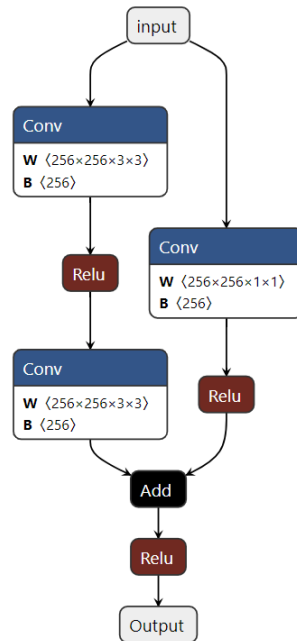 input
Conv
W ⟨256×256×3×3⟩
B ⟨256⟩
Relu
Conv
W ⟨256×256×3×3⟩
B ⟨256⟩
Conv
W ⟨256×256×1×1⟩
B ⟨256⟩
Relu
Add
Relu
Output